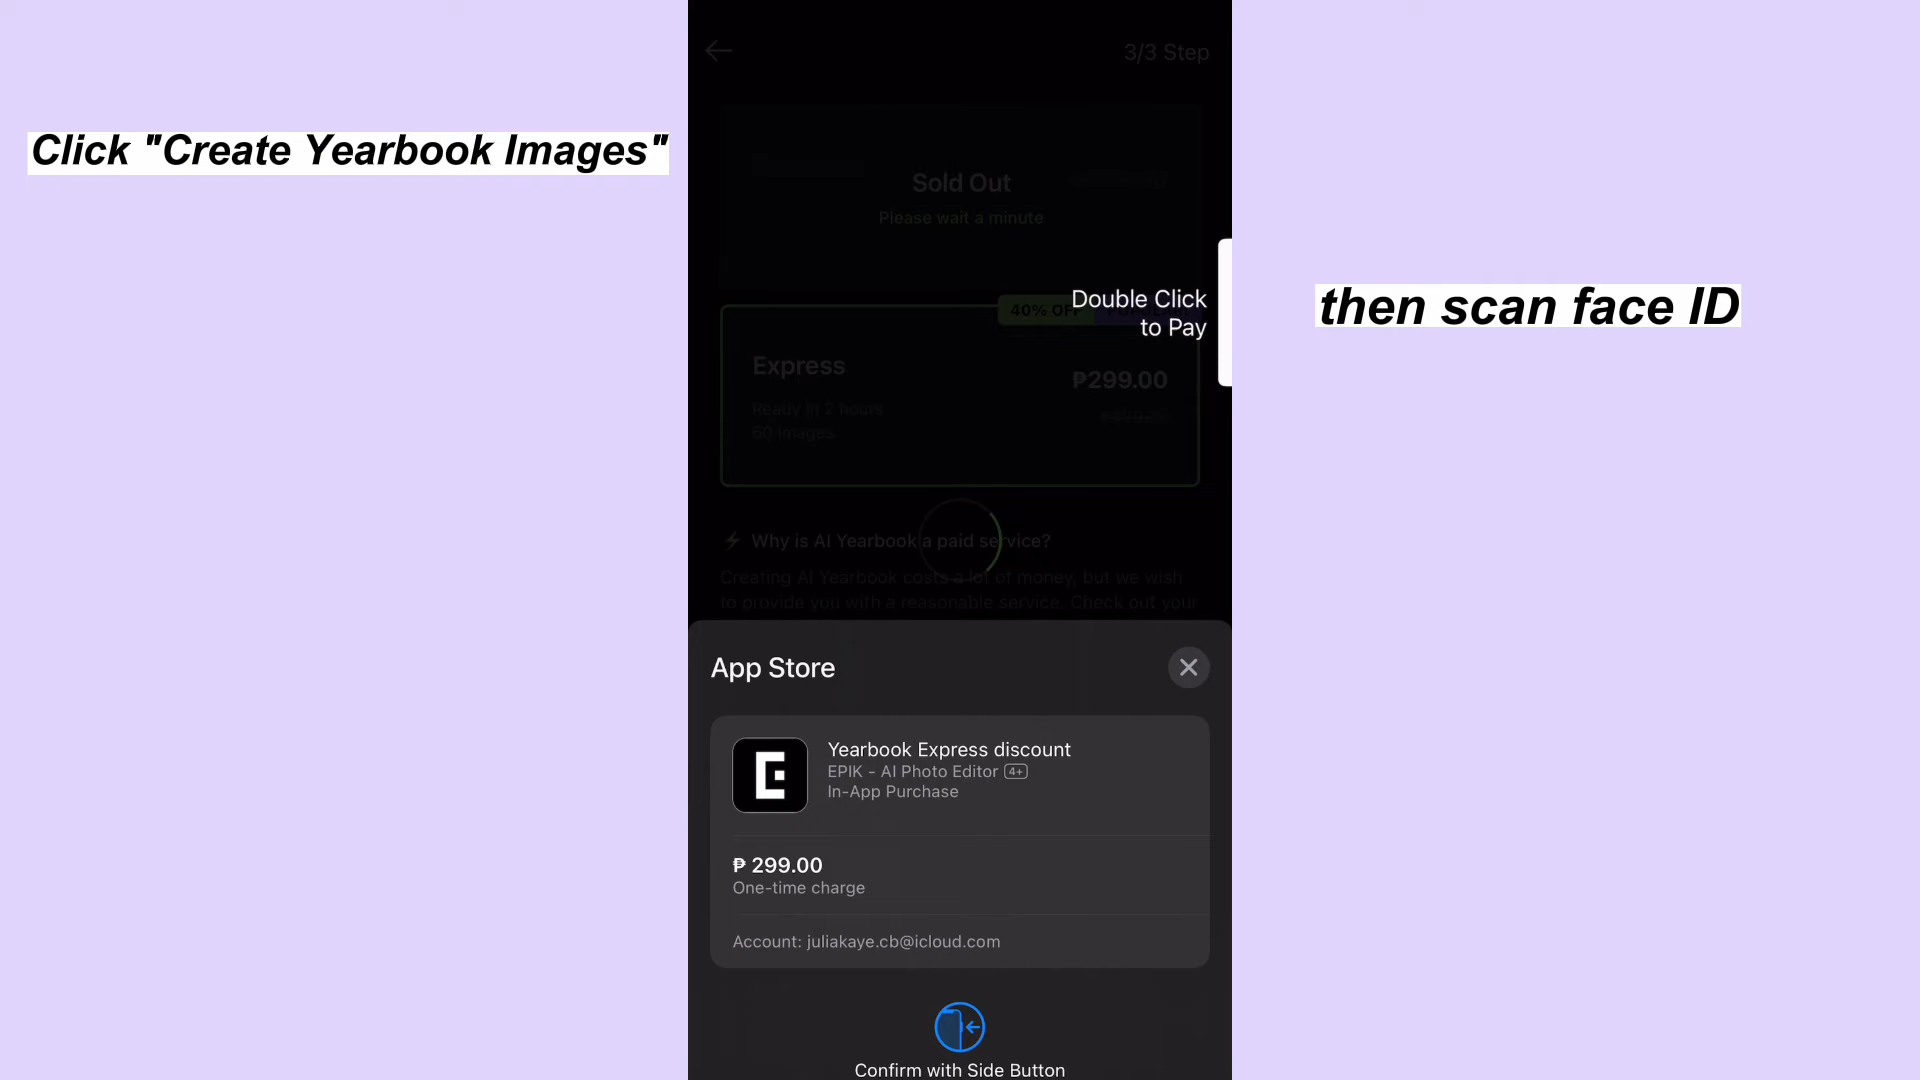 Click "Create Yearbook Images"
3/3 Step
Sold Out
Please wait a minute
Double Click
to Pay
then scan face ID
40% OFF
Express
₱299.00
Ready in 2 hours
60 Images
⚡ Why is AI Yearbook a paid service?
Creating AI Yearbook costs a lot of money, but we wish
to provide you with a reasonable service. Check out your
App Store
Yearbook Express discount
EPIK - AI Photo Editor 4+
In-App Purchase
₱ 299.00
One-time charge
Account: juliakaye.cb@icloud.com
Confirm with Side Button